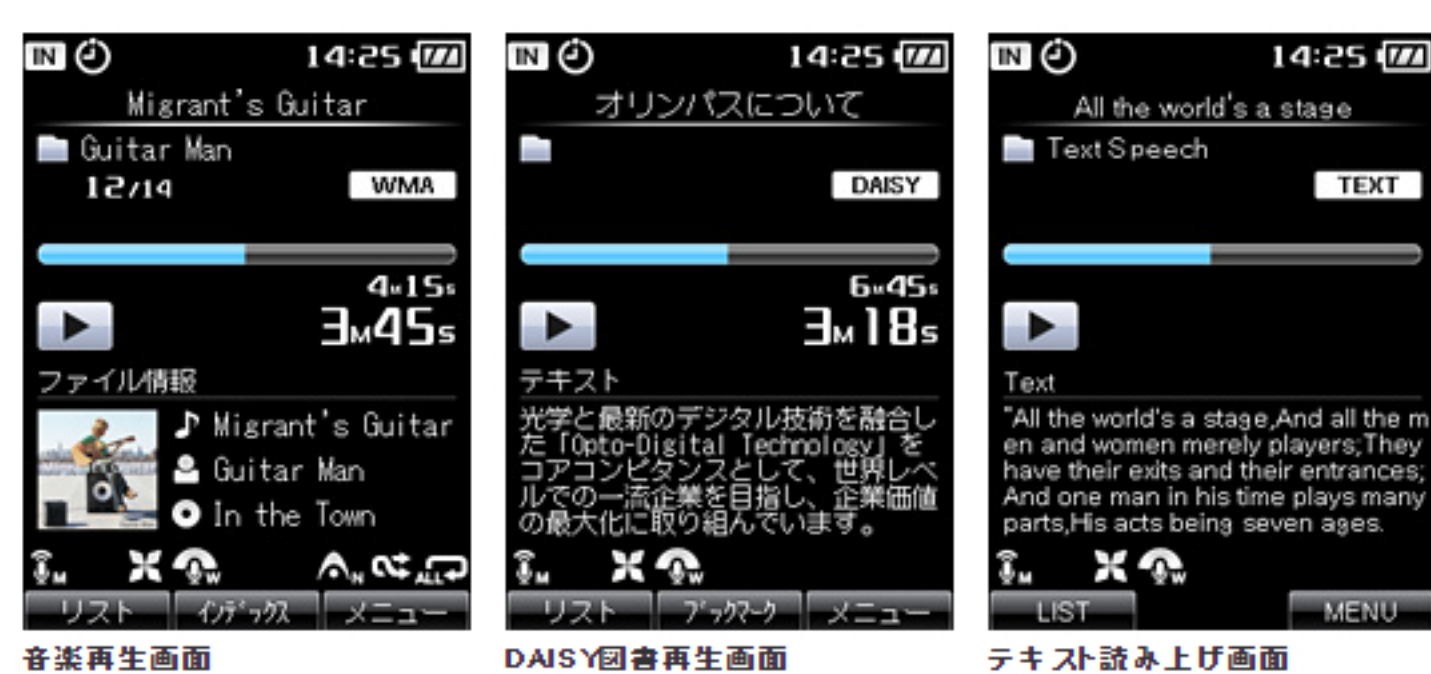 IN 14:25
Migrant's Guitar
Guitar Man
12/14 WMA
4M15S
3M45S
ファイル情報
Migrant's Guitar
Guitar Man
In the Town
M W N ALL
リスト ｲﾝﾃﾞｯｸｽ メニュー
音楽再生画面
IN 14:25
オリンパスについて
DAISY
6M45S
3M18S
テキスト
光学と最新のデジタル技術を融合し
た「Opto-Digital Technology」を
コアコンピタンスとして、世界レベ
ルでの一流企業を目指し、企業価値
の最大化に取り組んでいます。
M W
リスト ﾌﾞｯｸﾏｰｸ メニュー
DAISY図書再生画面
IN 14:25
All the world's a stage
Text Speech
TEXT
Text
"All the world's a stage,And all the m
en and women merely players;They
have their exits and their entrances;
And one man in his time plays many
parts,His acts being seven ages.
M W
LIST MENU
テキスト読み上げ画面